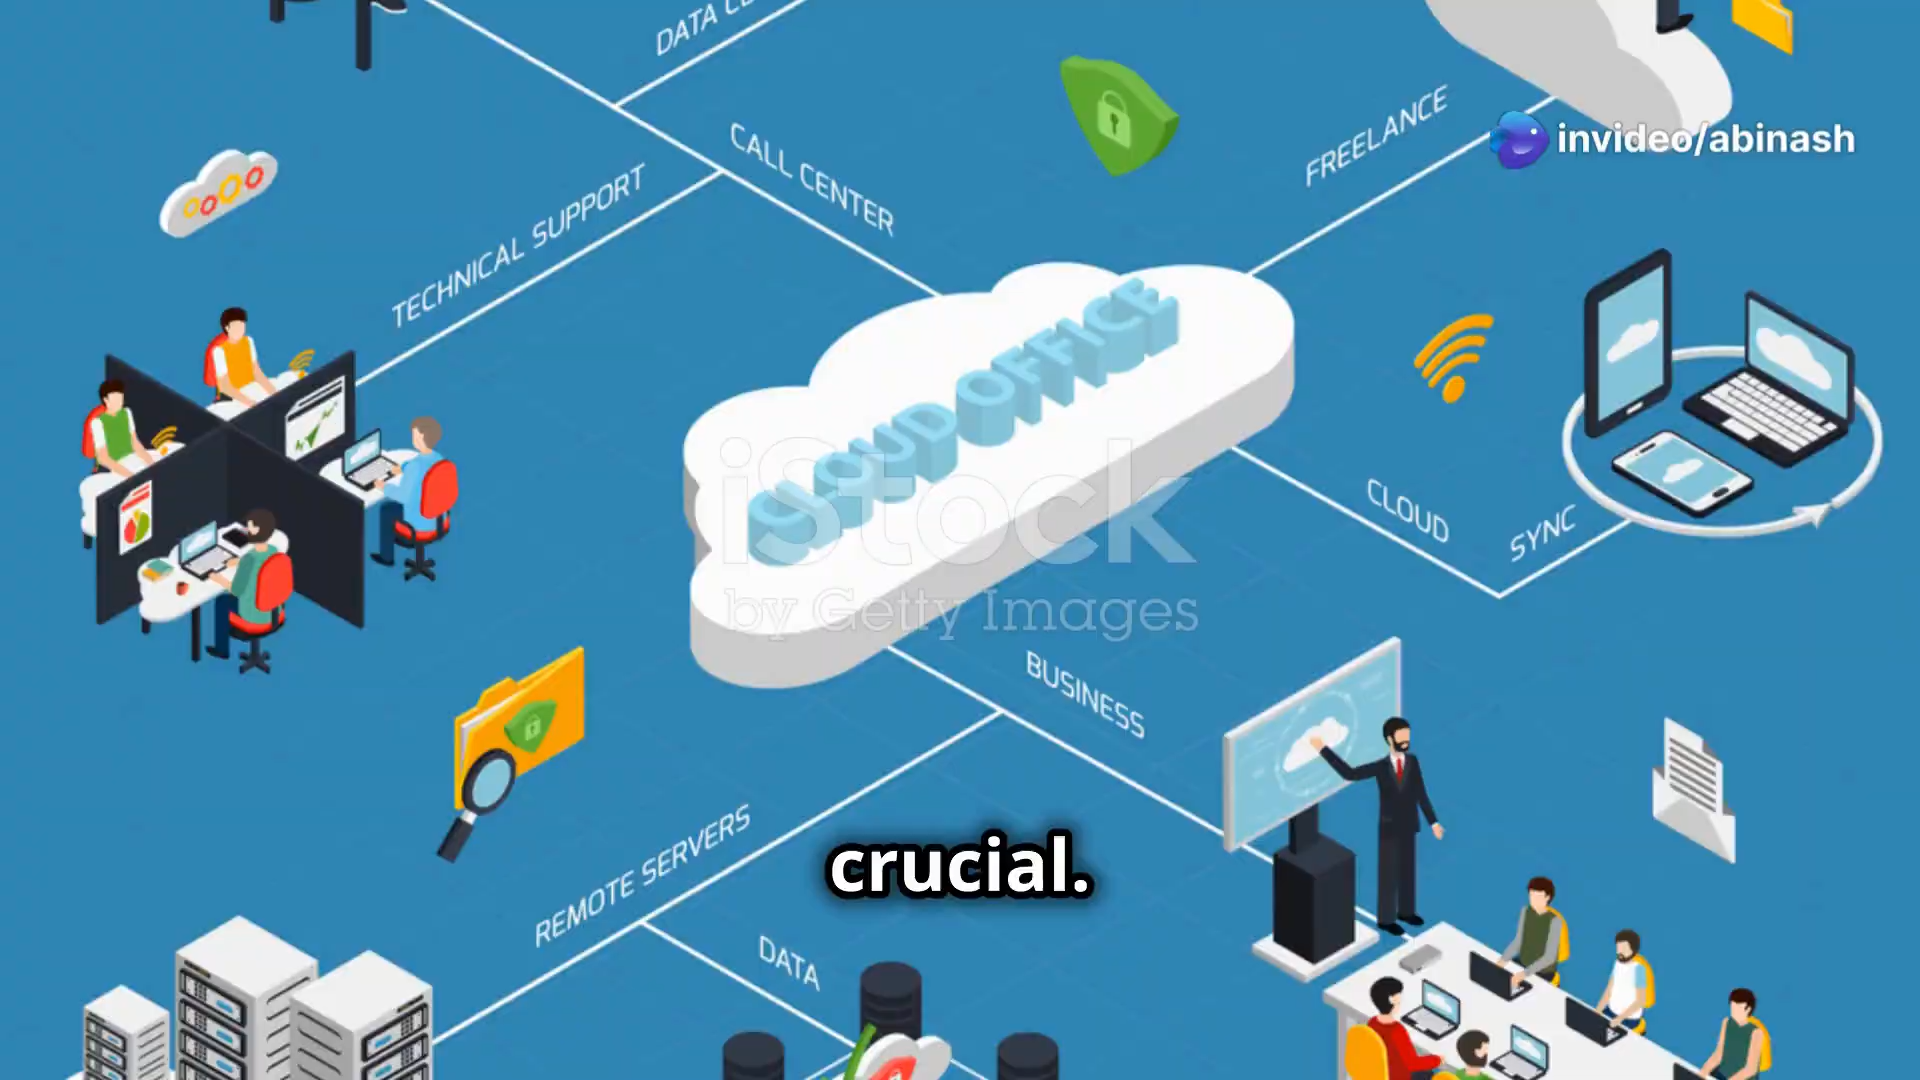 DATA
CALL CENTER
FREELANCE
invideo/abinash
TECHNICAL SUPPORT
CLOUD OFFICE
iStock
by Getty Images
CLOUD
SYNC
BUSINESS
REMOTE SERVERS
crucial.
DATA